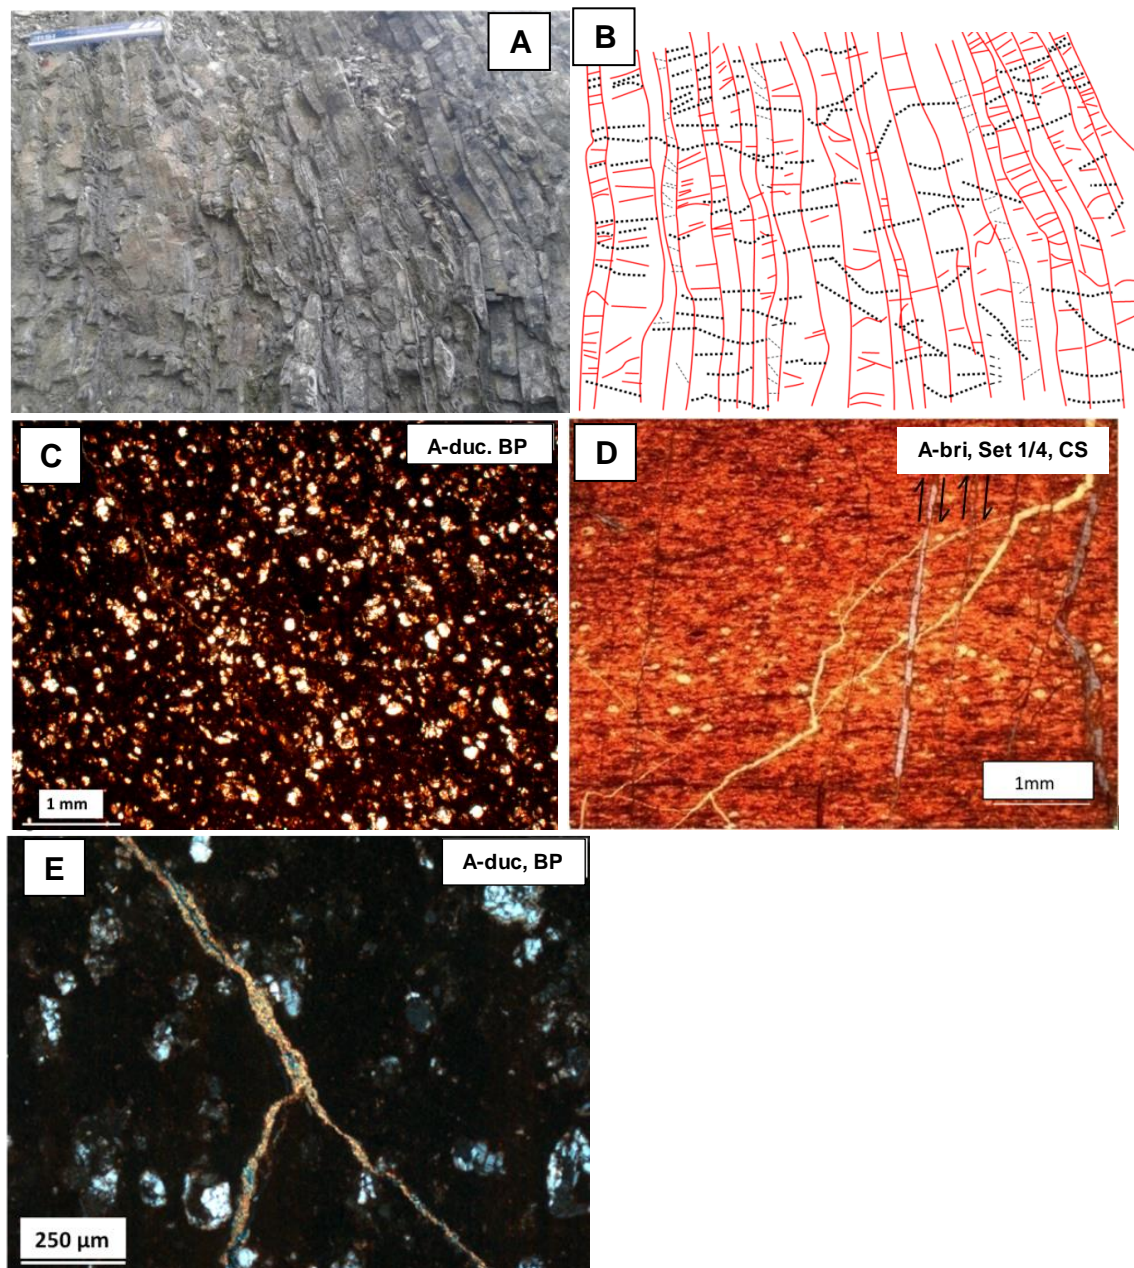 A
B
C
A-duc. BP
1 mm
D
A-bri, Set 1/4, CS
1mm
E
A-duc, BP
250 µm